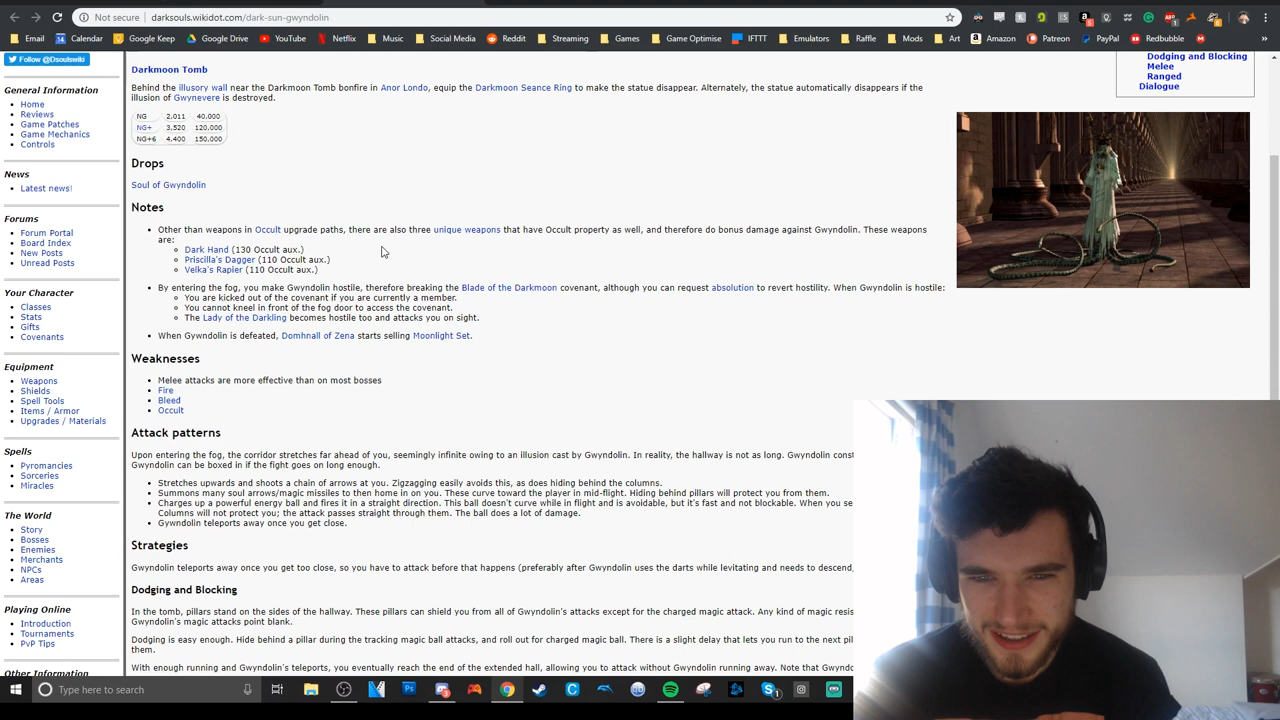 Not secure | darksouls.wikidot.com/dark-sun-gwyndolin
Email Calendar Google Keep Google Drive YouTube Netflix Music Social Media Reddit Streaming Games Game Optimise IFTTT Emulators Raffle Mods Art Amazon Patreon PayPal Redbubble »
Follow @Dsoulswiki
General Information
Home
Reviews
Game Patches
Game Mechanics
Controls
News
Latest news!
Forums
Forum Portal
Board Index
New Posts
Unread Posts
Your Character
Classes
Stats
Gifts
Covenants
Equipment
Weapons
Shields
Spell Tools
Items / Armor
Upgrades / Materials
Spells
Pyromancies
Sorceries
Miracles
The World
Story
Bosses
Enemies
Merchants
NPCs
Areas
Playing Online
Introduction
Tournaments
PvP Tips
Other Information
Darkmoon Tomb
Behind the illusory wall near the Darkmoon Tomb bonfire in Anor Londo, equip the Darkmoon Seance Ring to make the statue disappear. Alternately, the statue automatically disappears if the
illusion of Gwynevere is destroyed.
NG 2,011 40,000
NG+ 3,520 120,000
NG+6 4,400 150,000
Drops
Soul of Gwyndolin
Notes
Other than weapons in Occult upgrade paths, there are also three unique weapons that have Occult property as well, and therefore do bonus damage against Gwyndolin. These weapons
are:
Dark Hand (130 Occult aux.)
Priscilla's Dagger (110 Occult aux.)
Velka's Rapier (110 Occult aux.)
By entering the fog, you make Gwyndolin hostile, therefore breaking the Blade of the Darkmoon covenant, although you can request absolution to revert hostility. When Gwyndolin is hostile:
You are kicked out of the covenant if you are currently a member.
You cannot kneel in front of the fog door to access the covenant.
The Lady of the Darkling becomes hostile too and attacks you on sight.
When Gywndolin is defeated, Domhnall of Zena starts selling Moonlight Set.
Weaknesses
Melee attacks are more effective than on most bosses
Fire
Bleed
Occult
Attack patterns
Upon entering the fog, the corridor stretches far ahead of you, seemingly infinite owing to an illusion cast by Gwyndolin. In reality, the hallway is not as long. Gwyndolin const
Gwyndolin can be boxed in if the fight goes on long enough.
Stretches upwards and shoots a chain of arrows at you. Zigzagging easily avoids this, as does hiding behind the columns.
Summons many soul arrows/magic missiles to then home in on you. These curve toward the player in mid-flight. Hiding behind pillars will protect you from them.
Charges up a powerful energy ball and fires it in a straight direction. This ball doesn't curve while in flight and is avoidable, but it's fast and not blockable. When you se
Columns will not protect you; the attack passes straight through them. The ball does a lot of damage.
Gywndolin teleports away once you get close.
Strategies
Gwyndolin teleports away once you get too close, so you have to attack before that happens (preferably after Gwyndolin uses the darts while levitating and needs to descend,
Dodging and Blocking
In the tomb, pillars stand on the sides of the hallway. These pillars can shield you from all of Gwyndolin's attacks except for the charged magic attack. Any kind of magic resis
Gwyndolin's magic attacks point blank.
Dodging is easy enough. Hide behind a pillar during the tracking magic ball attacks, and roll out for charged magic ball. There is a slight delay that lets you run to the next pil
them.
With enough running and Gwyndolin's teleports, you eventually reach the end of the extended hall, allowing you to attack without Gwyndolin running away. Note that Gwynd
Dodging and Blocking
Melee
Ranged
Dialogue
Type here to search